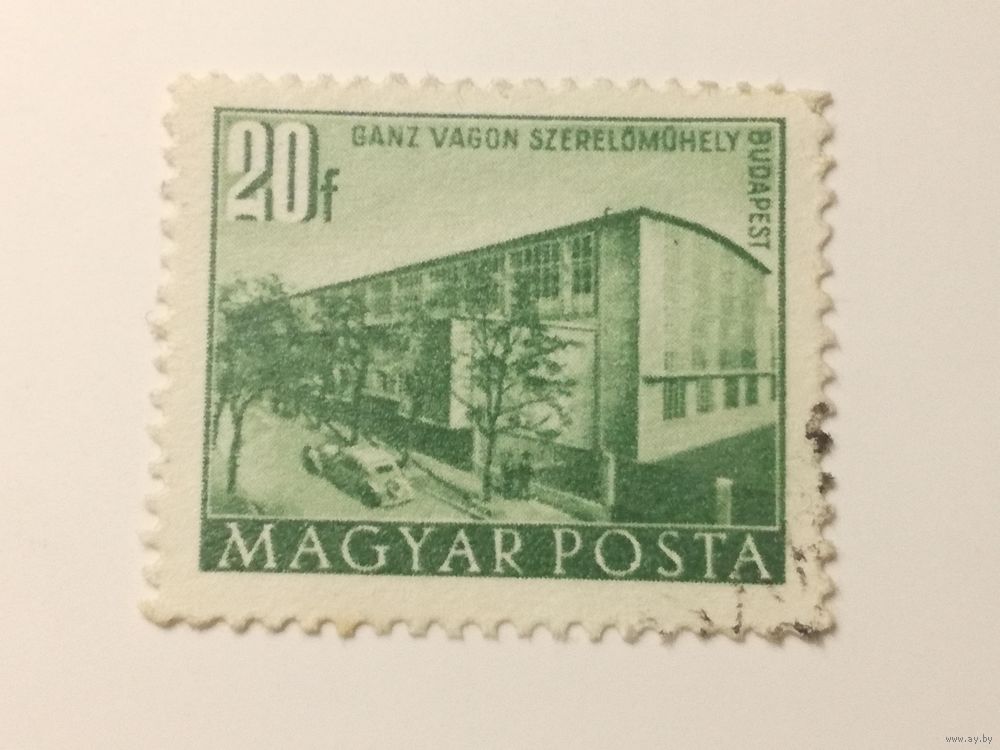 20f
GANZ VAGON SZERELŐMŰHELY
BUDAPEST
MAGYAR POSTA
www.ay.by